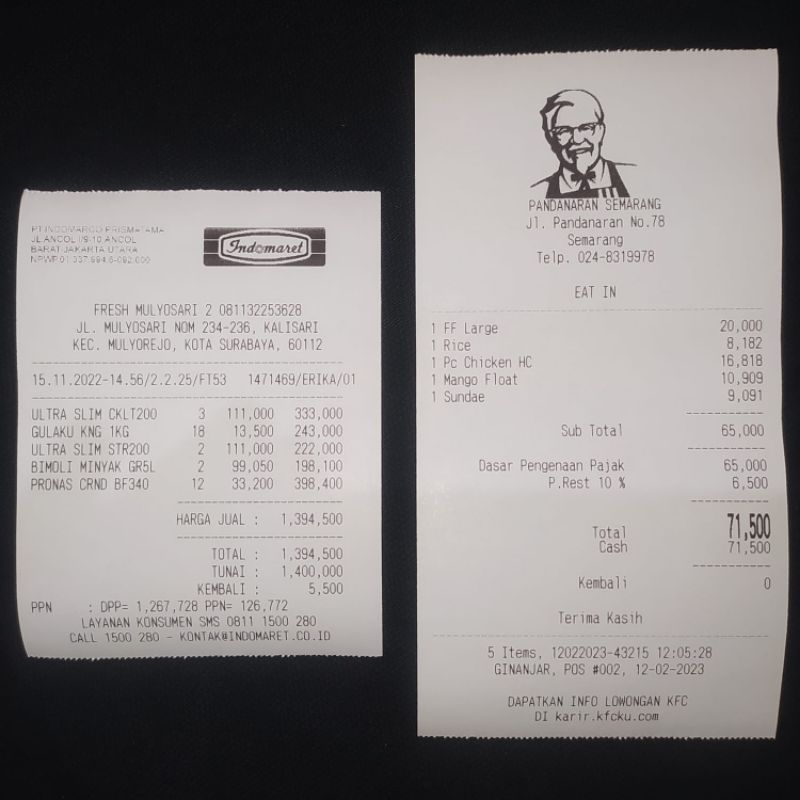 PT.INDOMARCO PRISMATAMA
JL.ANCOL I/9-10 ANCOL
BARAT-JAKARTA UTARA
NPWP.01.337.994.6-092.000
Indomaret
FRESH MULYOSARI 2 081132253628
JL. MULYOSARI NOM 234-236, KALISARI
KEC. MULYOREJO, KOTA SURABAYA, 60112
15.11.2022-14.56/2.2.25/FT53 1471469/ERIKA/01
ULTRA SLIM CKLT200 3 111,000 333,000
GULAKU KNG 1KG 18 13,500 243,000
ULTRA SLIM STR200 2 111,000 222,000
BIMOLI MINYAK GR5L 2 99,050 198,100
PRONAS CRND BF340 12 33,200 398,400
HARGA JUAL : 1,394,500
TOTAL : 1,394,500
TUNAI : 1,400,000
KEMBALI : 5,500
PPN : DPP= 1,267,728 PPN= 126,772
LAYANAN KONSUMEN SMS 0811 1500 280
CALL 1500 280 - KONTAK@INDOMARET.CO.ID
PANDANARAN SEMARANG
Jl. Pandanaran No.78
Semarang
Telp. 024-8319978
EAT IN
1 FF Large 20,000
1 Rice 8,182
1 Pc Chicken HC 16,818
1 Mango Float 10,909
1 Sundae 9,091
Sub Total 65,000
Dasar Pengenaan Pajak 65,000
P.Rest 10 % 6,500
Total 71,500
Cash 71,500
Kembali 0
Terima Kasih
5 Items, 12022023-43215 12:05:28
GINANJAR, POS #002, 12-02-2023
DAPATKAN INFO LOWONGAN KFC
DI karir.kfcku.com